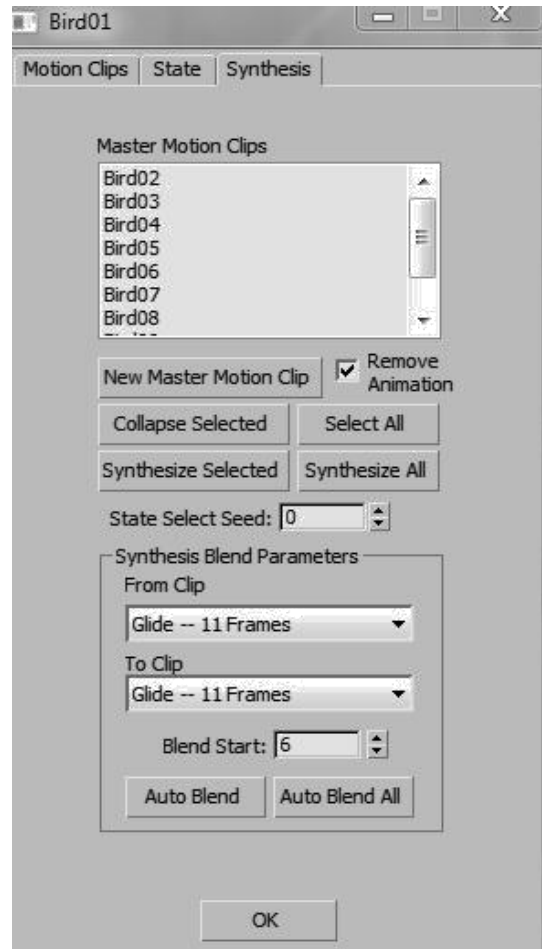 Bird01
Motion Clips State Synthesis
Master Motion Clips
Bird02
Bird03
Bird04
Bird05
Bird06
Bird07
Bird08
New Master Motion Clip
Remove
Animation
Collapse Selected Select All
Synthesize Selected Synthesize All
State Select Seed: 0
Synthesis Blend Parameters
From Clip
Glide -- 11 Frames
To Clip
Glide -- 11 Frames
Blend Start: 6
Auto Blend Auto Blend All
OK